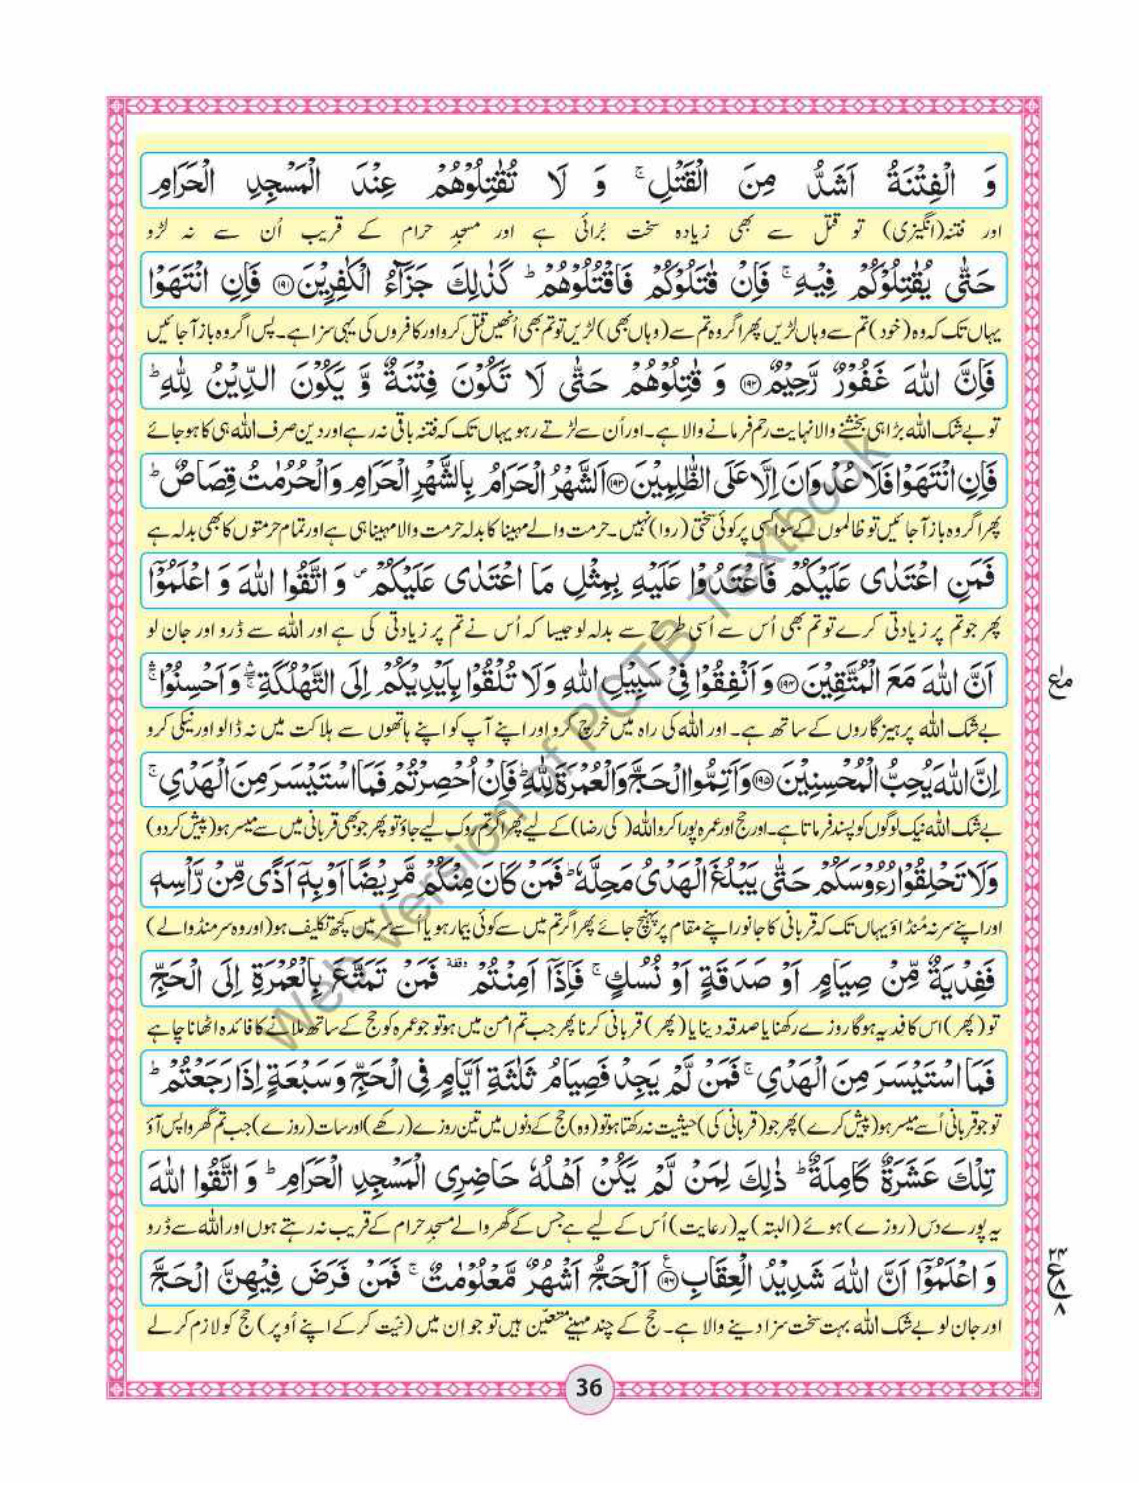 وَ الْفِتْنَةُ اَشَدُّ مِنَ الْقَتْلِ ۚ وَ لَا تُقٰتِلُوْهُمْ عِنْدَ الْمَسْجِدِ الْحَرَامِ
اور فتنہ(انگیزی) تو قتل سے بھی زیادہ سخت بُرائی ہے اور مسجدِ حرام کے قریب اُن سے نہ لڑو
حَتّٰى يُقٰتِلُوْكُمْ فِيْهِ ۚ فَاِنْ قٰتَلُوْكُمْ فَاقْتُلُوْهُمْ ؕ كَذٰلِكَ جَزَآءُ الْكٰفِرِيْنَ ﴿۱۹۱﴾ فَاِنِ انْتَهَوْا
یہاں تک کہ وہ (خود) تم سے وہاں لڑیں پھر اگر وہ تم سے (وہاں بھی) لڑیں تو تم بھی اُنھیں قتل کرو اور کافروں کی یہی سزا ہے۔ پس اگر وہ باز آ جائیں
فَاِنَّ اللّٰهَ غَفُوْرٌ رَّحِيْمٌ ﴿۱۹۲﴾ وَ قٰتِلُوْهُمْ حَتّٰى لَا تَكُوْنَ فِتْنَةٌ وَّ يَكُوْنَ الدِّيْنُ لِلّٰهِ ؕ
تو بے شک اللہ بڑا ہی بخشنے والا نہایت رحم فرمانے والا ہے۔ اور اُن سے لڑتے رہو یہاں تک کہ فتنہ باقی نہ رہے اور دین صرف اللہ ہی کا ہو جائے
فَاِنِ انْتَهَوْا فَلَا عُدْوَانَ اِلَّا عَلَى الظّٰلِمِيْنَ ﴿۱۹۳﴾ اَلشَّهْرُ الْحَرَامُ بِالشَّهْرِ الْحَرَامِ وَالْحُرُمٰتُ قِصَاصٌ ؕ
پھر اگر وہ باز آ جائیں تو ظالموں کے سوا کسی پر کوئی سختی (روا) نہیں۔ حرمت والے مہینا کا بدلہ حرمت والا مہینا ہی ہے اور تمام حرمتوں کا بھی بدلہ ہے
فَمَنِ اعْتَدٰى عَلَيْكُمْ فَاعْتَدُوْا عَلَيْهِ بِمِثْلِ مَا اعْتَدٰى عَلَيْكُمْ ۪ وَ اتَّقُوا اللّٰهَ وَ اعْلَمُوْٓا
پھر جو تم پر زیادتی کرے تو تم بھی اُس سے اُسی طرح سے بدلہ لو جیسا کہ اُس نے تم پر زیادتی کی ہے اور اللہ سے ڈرو اور جان لو
اَنَّ اللّٰهَ مَعَ الْمُتَّقِيْنَ ﴿۱۹۴﴾ وَ اَنْفِقُوْا فِيْ سَبِيْلِ اللّٰهِ وَ لَا تُلْقُوْا بِاَيْدِيْكُمْ اِلَى التَّهْلُكَةِ ۛۖۚ وَ اَحْسِنُوْا ۛۚ
بے شک اللہ پرہیزگاروں کے ساتھ ہے۔ اور اللہ کی راہ میں خرچ کرو اور اپنے آپ کو اپنے ہاتھوں سے ہلاکت میں نہ ڈالو اور نیکی کرو
اِنَّ اللّٰهَ يُحِبُّ الْمُحْسِنِيْنَ ﴿۱۹۵﴾ وَ اَتِمُّوا الْحَجَّ وَ الْعُمْرَةَ لِلّٰهِ ؕ فَاِنْ اُحْصِرْتُمْ فَمَا اسْتَيْسَرَ مِنَ الْهَدْيِ ۚ
بے شک اللہ نیک لوگوں کو پسند فرماتا ہے۔ اور حج اور عمرہ پورا کرو اللہ (کی رضا) کے لیے پھر اگر تم روک لیے جاؤ تو پھر جو بھی قربانی میں سے میسر ہو (پیش کر دو)
وَلَا تَحْلِقُوْا رُءُوْسَكُمْ حَتّٰى يَبْلُغَ الْهَدْيُ مَحِلَّهٗ ؕ فَمَنْ كَانَ مِنْكُمْ مَّرِيْضًا اَوْ بِهٖٓ اَذًى مِّنْ رَّاْسِهٖ
اور اپنے سر نہ مُنڈاؤ یہاں تک کہ قربانی کا جانور اپنے مقام پر پہنچ جائے پھر اگر تم میں سے کوئی بیمار ہو یا اُسے سر میں کچھ تکلیف ہو (اور وہ سر منڈوالے)
فَفِدْيَةٌ مِّنْ صِيَامٍ اَوْ صَدَقَةٍ اَوْ نُسُكٍ ۚ فَاِذَآ اَمِنْتُمْ وقفة فَمَنْ تَمَتَّعَ بِالْعُمْرَةِ اِلَى الْحَجِّ
تو (پھر) اس کا فدیہ ہوگا روزے رکھنا یا صدقہ دینا یا (پھر) قربانی کرنا پھر جب تم امن میں ہو تو جو عمرہ کو حج کے ساتھ ملانے کا فائدہ اٹھانا چاہے
فَمَا اسْتَيْسَرَ مِنَ الْهَدْيِ ۚ فَمَنْ لَّمْ يَجِدْ فَصِيَامُ ثَلٰثَةِ اَيَّامٍ فِي الْحَجِّ وَ سَبْعَةٍ اِذَا رَجَعْتُمْ ؕ
تو جو قربانی اُسے میسر ہو (پیش کرے) پھر جو (قربانی کی) حیثیت نہ رکھتا ہو تو (وہ) حج کے دنوں میں تین روزے (رکھے) اور سات (روزے) جب تم گھر واپس آؤ
تِلْكَ عَشَرَةٌ كَامِلَةٌ ؕ ذٰلِكَ لِمَنْ لَّمْ يَكُنْ اَهْلُهٗ حَاضِرِي الْمَسْجِدِ الْحَرَامِ ؕ وَ اتَّقُوا اللّٰهَ
یہ پورے دس (روزے) ہوئے (البتہ) یہ (رعایت) اُس کے لیے ہے جس کے گھر والے مسجدِ حرام کے قریب نہ رہتے ہوں اور اللہ سے ڈرو
وَ اعْلَمُوْٓا اَنَّ اللّٰهَ شَدِيْدُ الْعِقَابِ ﴿۱۹۶﴾ اَلْحَجُّ اَشْهُرٌ مَّعْلُوْمٰتٌ ۚ فَمَنْ فَرَضَ فِيْهِنَّ الْحَجَّ
اور جان لو بے شک اللہ بہت سخت سزا دینے والا ہے۔ حج کے چند مہینے متعیّن ہیں تو جو اِن میں (نیّت کر کے اپنے اُوپر) حج کو لازم کر لے
۲۴
ع
۸
۸
36
Web Version of PCTB Textbook